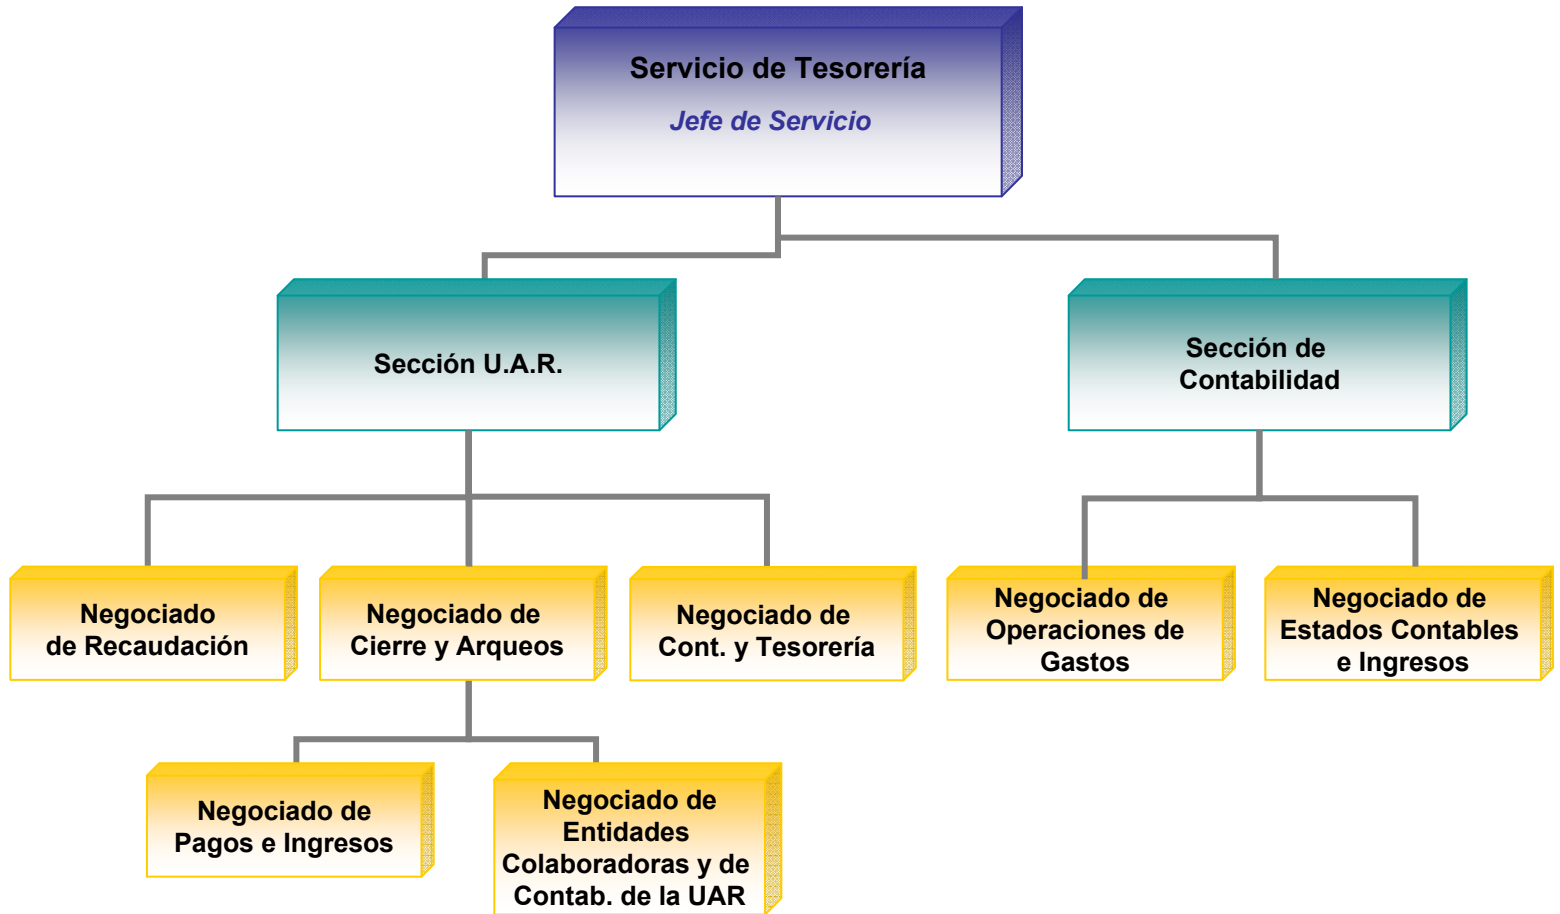 Servicio de Tesorería
Jefe de Servicio
Sección U.A.R.
Sección de
Contabilidad
Negociado
de Recaudación
Negociado de
Cierre y Arqueos
Negociado de
Cont. y Tesorería
Negociado de
Operaciones de
Gastos
Negociado de
Estados Contables
e Ingresos
Negociado de
Pagos e Ingresos
Negociado de
Entidades
Colaboradoras y de
Contab. de la UAR